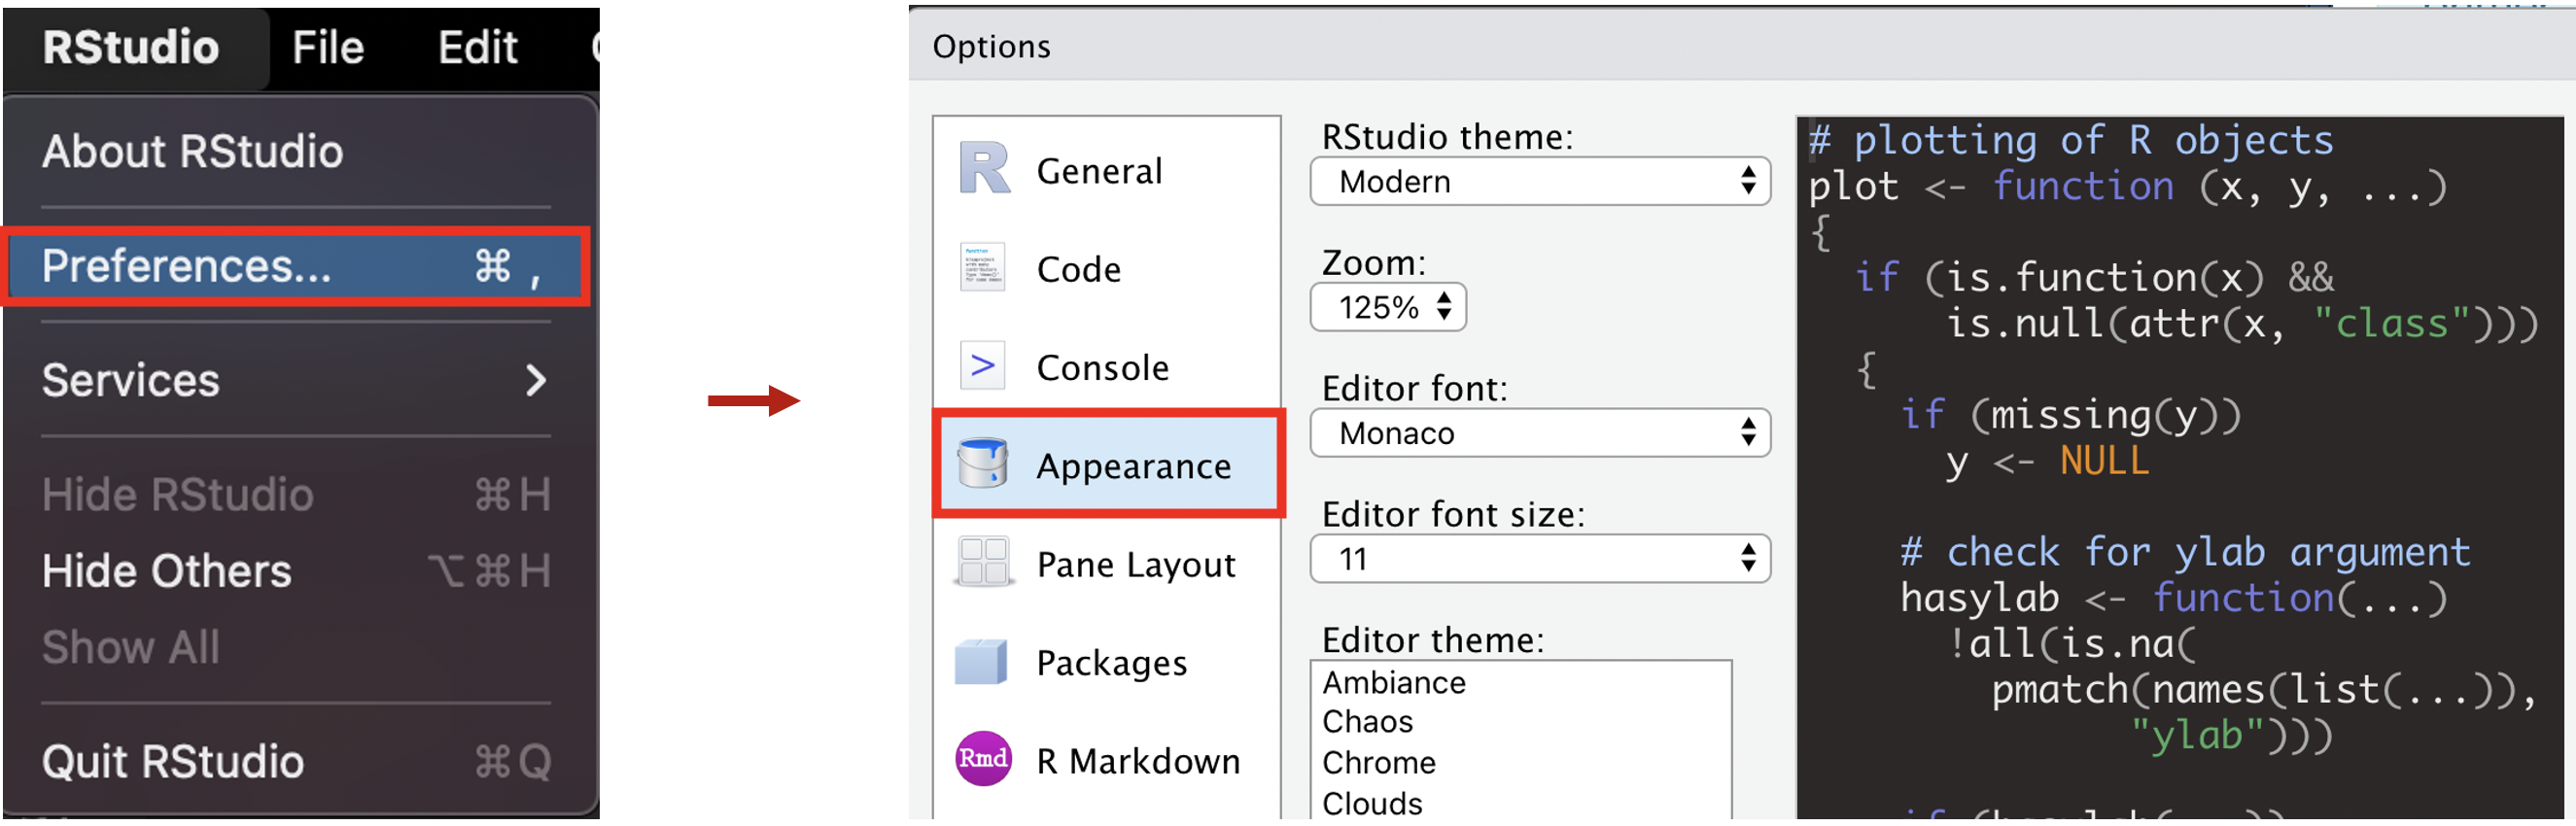 RStudio File Edit
About RStudio
Preferences... ⌘ ,
Services
Hide RStudio ⌘H
Hide Others ⌥⌘H
Show All
Quit RStudio ⌘Q
Options
R General
Code
> Console
Appearance
Pane Layout
Packages
Rmd R Markdown
RStudio theme:
Modern
Zoom:
125%
Editor font:
Monaco
Editor font size:
11
Editor theme:
Ambiance
Chaos
Chrome
Clouds
# plotting of R objects
plot <- function (x, y, ...)
{
  if (is.function(x) &&
      is.null(attr(x, "class")))
  {
    if (missing(y))
      y <- NULL
    # check for ylab argument
    hasylab <- function(...)
      !all(is.na(
        pmatch(names(list(...)),
              "ylab")))